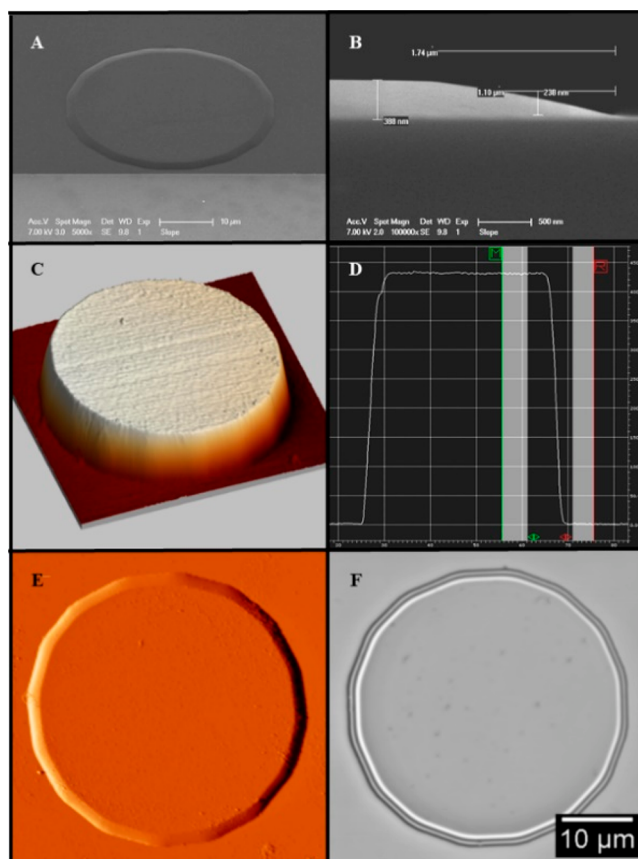 A
Acc.V Spot Magn Det WD Exp
7.00 kV 3.0 5000x SE 9.8 1 Slope
10 µm
B
1.74 µm
1.10 µm
230 nm
380 nm
Acc.V Spot Magn Det WD Exp
7.00 kV 2.0 100000x SE 9.8 1 Slope
500 nm
C
D
E
F
10 µm